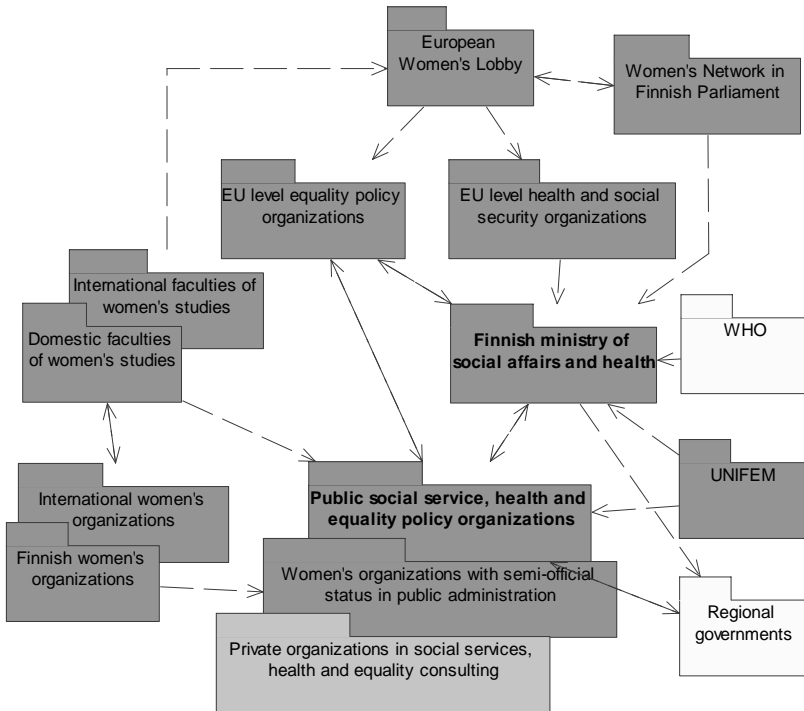 European
Women's Lobby
Women's Network in
Finnish Parliament
EU level equality policy
organizations
EU level health and social
security organizations
International faculties of
women's studies
Domestic faculties
of women's studies
Finnish ministry of
social affairs and health
WHO
International women's
organizations
Finnish women's
organizations
Public social service, health and
equality policy organizations
UNIFEM
Women's organizations with semi-official
status in public administration
Regional
governments
Private organizations in social services,
health and equality consulting